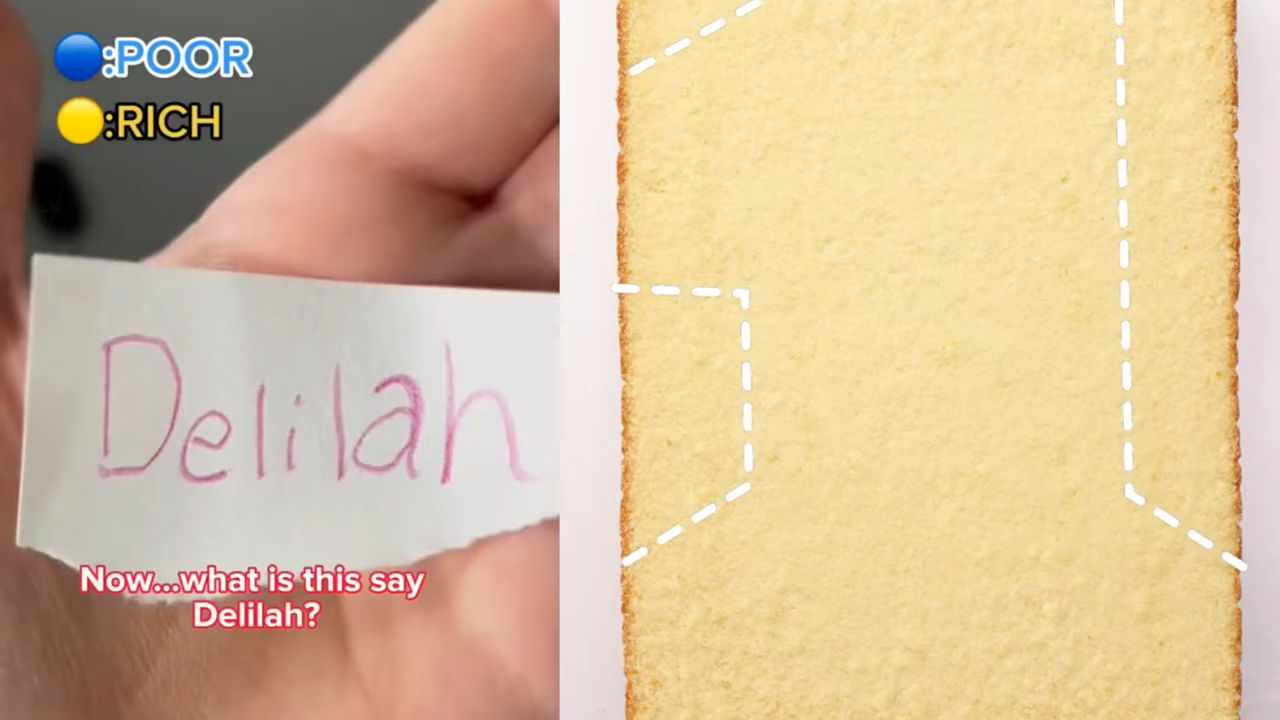 🔵:POOR
🟡:RICH
Delilah
Now...what is this say
Delilah?